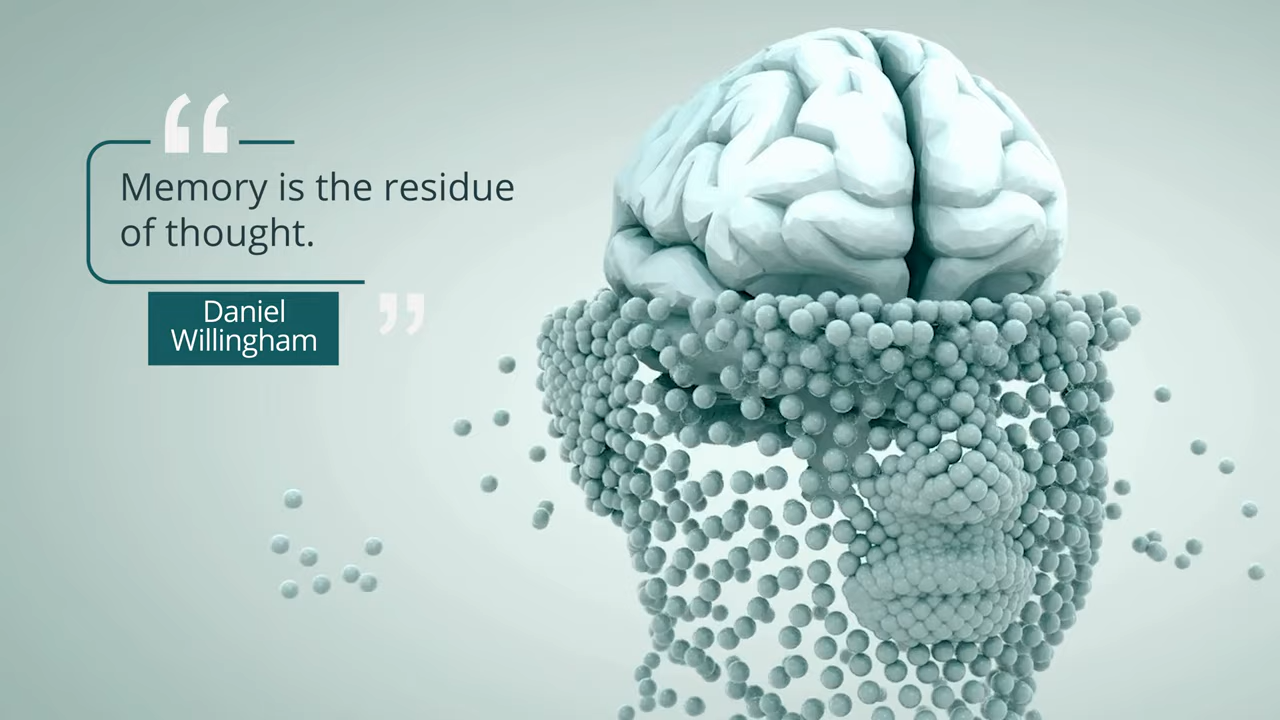 “
Memory is the residue
of thought.
Daniel
Willingham
”